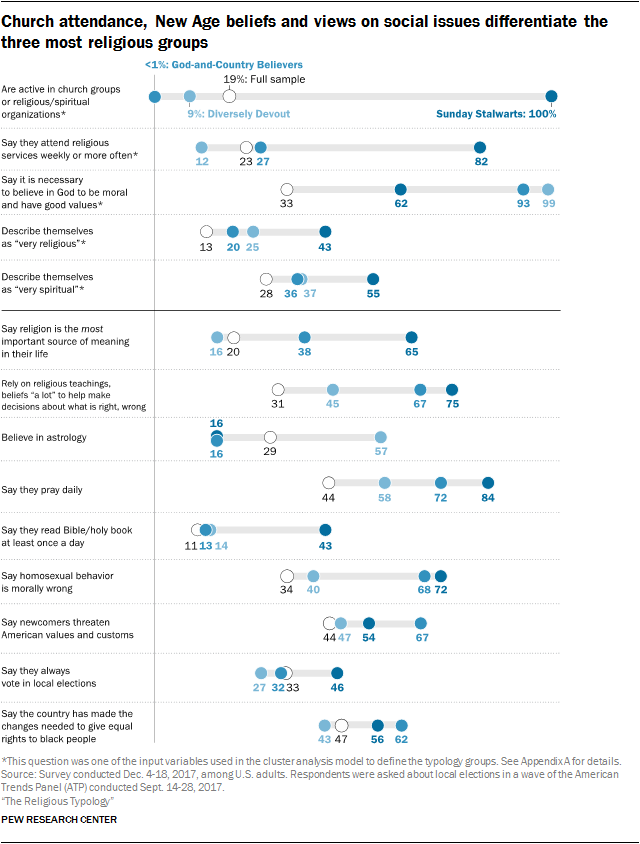 Church attendance, New Age beliefs and views on social issues differentiate the
three most religious groups
<1%: God-and-Country Believers
19%: Full sample
Are active in church groups
or religious/spiritual
organizations*
9%: Diversely Devout
Sunday Stalwarts: 100%
Say they attend religious
services weekly or more often*
12 23 27 82
Say it is necessary
to believe in God to be moral
and have good values*
33 62 93 99
Describe themselves
as “very religious”*
13 20 25 43
Describe themselves
as “very spiritual”*
28 36 37 55
Say religion is the most
important source of meaning
in their life
16 20 38 65
Rely on religious teachings,
beliefs “a lot” to help make
decisions about what is right, wrong
31 45 67 75
16
Believe in astrology
16 29 57
Say they pray daily
44 58 72 84
Say they read Bible/holy book
at least once a day
11 13 14 43
Say homosexual behavior
is morally wrong
34 40 68 72
Say newcomers threaten
American values and customs
44 47 54 67
Say they always
vote in local elections
27 32 33 46
Say the country has made the
changes needed to give equal
rights to black people
43 47 56 62
*This question was one of the input variables used in the cluster analysis model to define the typology groups. See Appendix A for details.
Source: Survey conducted Dec. 4-18, 2017, among U.S. adults. Respondents were asked about local elections in a wave of the American
Trends Panel (ATP) conducted Sept. 14-28, 2017.
“The Religious Typology”
PEW RESEARCH CENTER